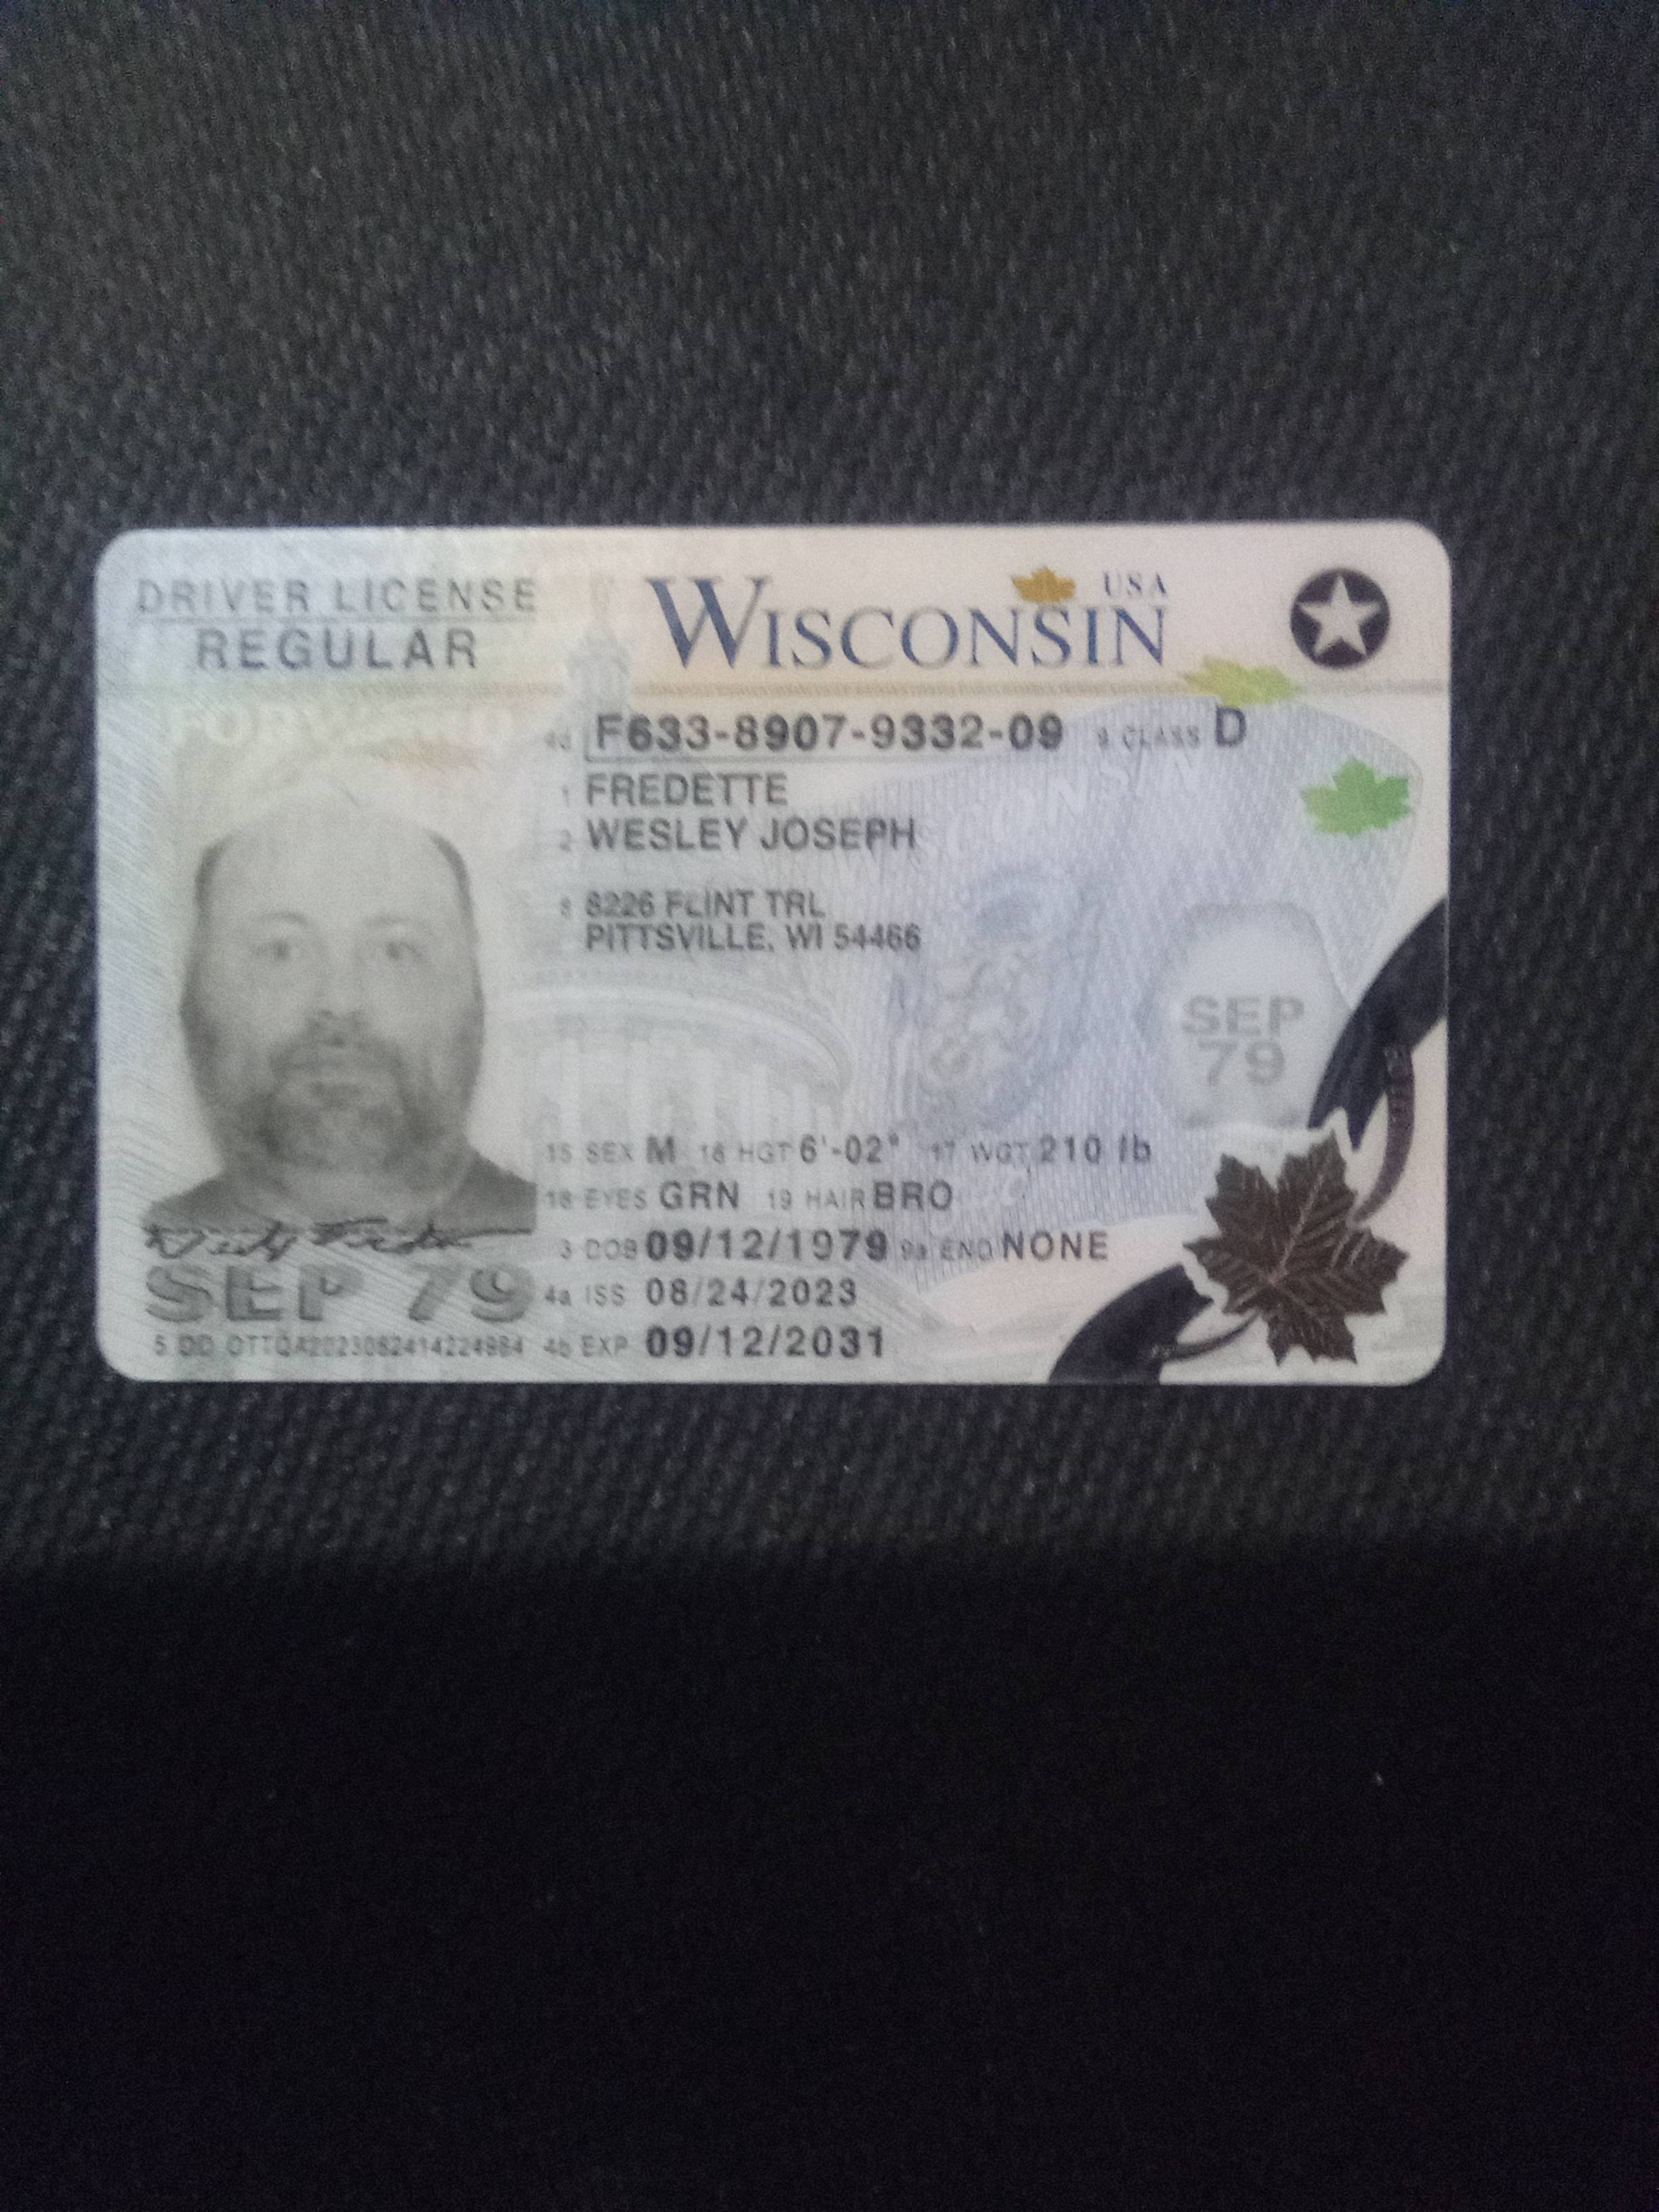 DRIVER LICENSE
REGULAR
WISCONSIN USA
FORWARD
4d F633-8907-9332-09 9 CLASS D
1 FREDETTE
2 WESLEY JOSEPH
8 8226 FLINT TRL
PITTSVILLE, WI 54466
SEP
79
15 SEX M 16 HGT 6'-02" 17 WGT 210 lb
18 EYES GRN 19 HAIR BRO
3 DOB 09/12/1979 9a END NONE
SEP 79
4a ISS 08/24/2023
5 DD OTTQA2023082414224984 4b EXP 09/12/2031